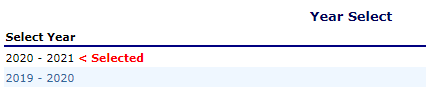 Year Select
Select Year
2020 - 2021 < Selected
2019 - 2020